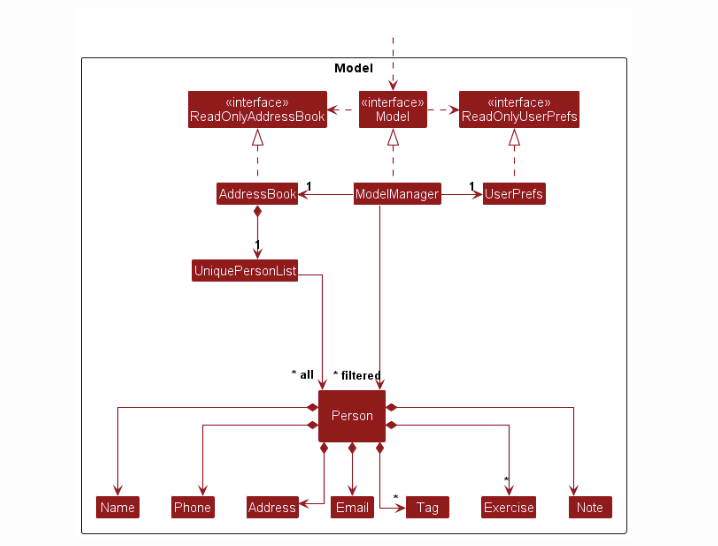 Model
«interface»
ReadOnlyAddressBook
«interface»
Model
«interface»
ReadOnlyUserPrefs
AddressBook
1
ModelManager
1
UserPrefs
1
UniquePersonList
* all
* filtered
Person
*
*
Name
Phone
Address
Email
Tag
Exercise
Note